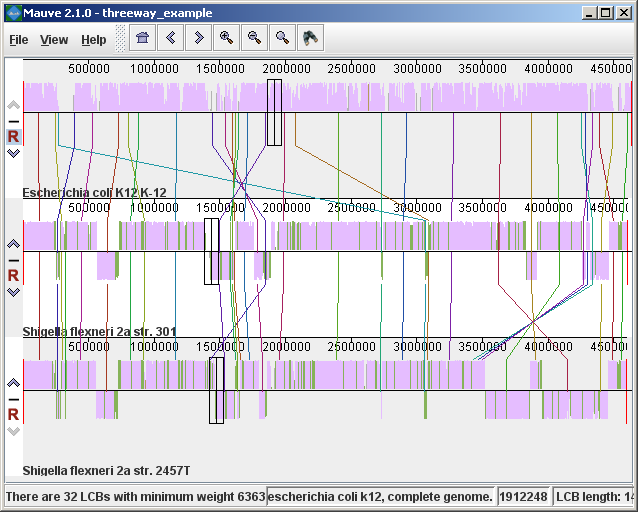 Mauve 2.1.0 - threeway_example
File View Help
500000 1000000 1500000 2000000 2500000 3000000 3500000 4000000 45000
R
Escherichia coli K12 K-12
500000 1000000 1500000 2000000 2500000 3000000 3500000 4000000 45000
R
Shigella flexneri 2a str. 301
500000 1000000 1500000 2000000 2500000 3000000 3500000 4000000 45000
R
Shigella flexneri 2a str. 2457T
There are 32 LCBs with minimum weight 6363 escherichia coli k12, complete genome. 1912248 LCB length: 14